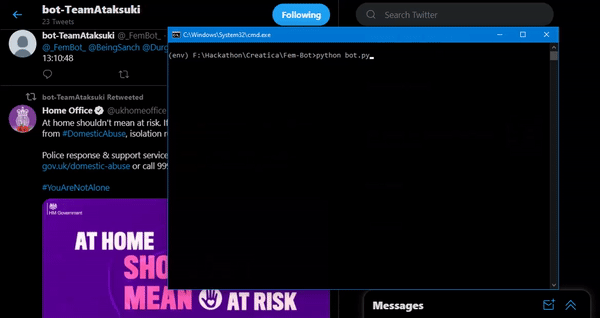 bot-TeamAtaksuki
23 Tweets
Following
Search Twitter
bot-TeamAtaksuki @_FemBot_ ·
@_FemBot_ @BeingSanch @Durg
13:10:48
bot-TeamAtaksuki Retweeted
Home Office @ukhomeoffice
At home shouldn't mean at risk. If
from #DomesticAbuse, isolation ru
Police response & support service
gov.uk/domestic-abuse or call 999
#YouAreNotAlone
HM Government
AT HOME
SHO
MEAN AT RISK
C:\Windows\System32\cmd.exe
(env) F:\Hackathon\Creatica\Fem-Bot>python bot.py
Messages